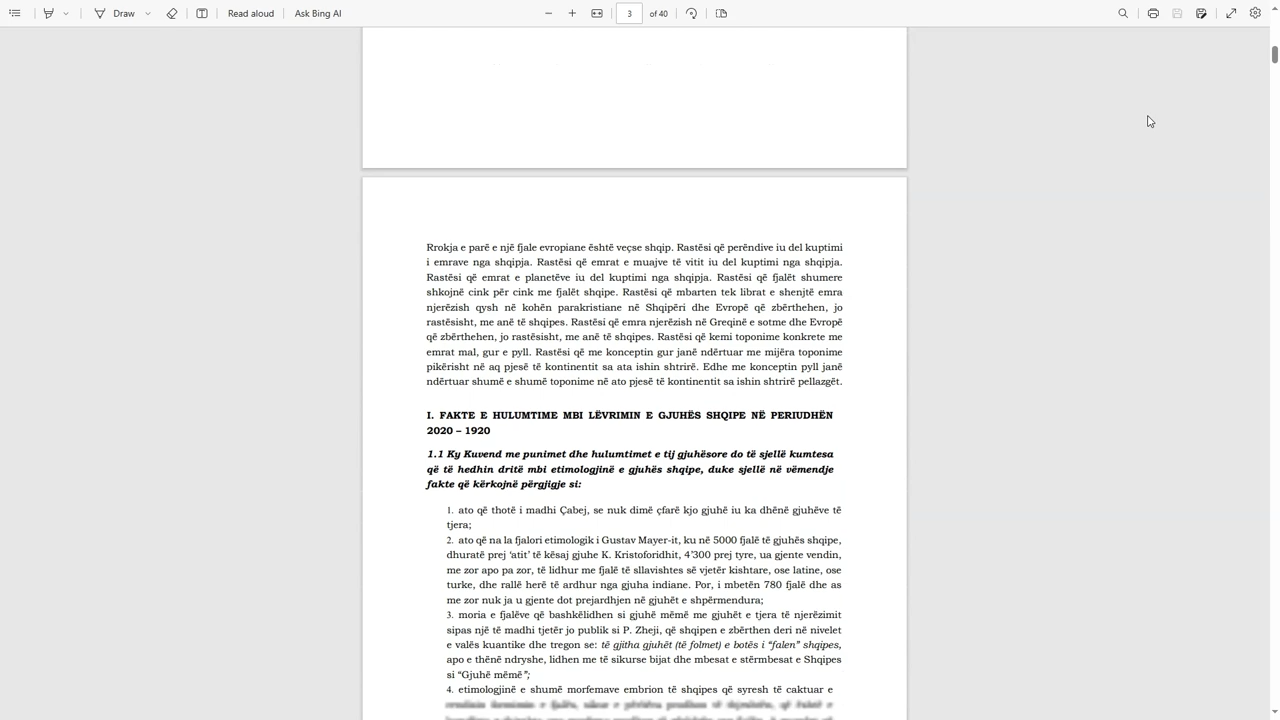 Draw
Read aloud
Ask Bing AI
3
of 40
Rrokja e parë e një fjale evropiane është veçse shqip. Rastësi që perëndive iu del kuptimi
i emrave nga shqipja. Rastësi që emrat e muajve të vitit iu del kuptimi nga shqipja.
Rastësi që emrat e planetëve iu del kuptimi nga shqipja. Rastësi që fjalët shumere
shkojnë cink për cink me fjalët shqipe. Rastësi që mbarten tek librat e shenjtë emra
njerëzish qysh në kohën parakristiane në Shqipëri dhe Evropë që zbërthehen, jo
rastësisht, me anë të shqipes. Rastësi që emra njerëzish në Greqinë e sotme dhe Evropë
që zbërthehen, jo rastësisht, me anë të shqipes. Rastësi që kemi toponime konkrete me
emrat mal, gur e pyll. Rastësi që me konceptin gur janë ndërtuar me mijëra toponime
pikërisht në aq pjesë të kontinentit sa ata ishin shtrirë. Edhe me konceptin pyll janë
ndërtuar shumë e shumë toponime në ato pjesë të kontinentit sa ishin shtrirë pellazgët.
I. FAKTE E HULUMTIME MBI LËVRIMIN E GJUHËS SHQIPE NË PERIUDHËN
2020 – 1920
1.1 Ky Kuvend me punimet dhe hulumtimet e tij gjuhësore do të sjellë kumtesa
që të hedhin dritë mbi etimologjinë e gjuhës shqipe, duke sjellë në vëmendje
fakte që kërkojnë përgjigje si:
1. ato që thotë i madhi Çabej, se nuk dimë çfarë kjo gjuhë iu ka dhënë gjuhëve të
tjera;
2. ato që na la fjalori etimologik i Gustav Mayer-it, ku në 5000 fjalë të gjuhës shqipe,
dhuratë prej ‘atit’ të kësaj gjuhe K. Kristoforidhit, 4’300 prej tyre, ua gjente vendin,
me zor apo pa zor, të lidhur me fjalë të sllavishtes së vjetër kishtare, ose latine, ose
turke, dhe rrallë herë të ardhur nga gjuha indiane. Por, i mbetën 780 fjalë dhe as
me zor nuk ja u gjente dot prejardhjen në gjuhët e shpërmendura;
3. moria e fjalëve që bashkëlidhen si gjuhë mëmë me gjuhët e tjera të njerëzimit
sipas një të madhi tjetër jo publik si P. Zheji, që shqipen e zbërthen deri në nivelet
e valës kuantike dhe tregon se: të gjitha gjuhët (të folmet) e botës i “falen” shqipes,
apo e thënë ndryshe, lidhen me të sikurse bijat dhe mbesat e stërmbesat e Shqipes
si “Gjuhë mëmë”;
4. etimologjinë e shumë morfemave embrion të shqipes që syresh të caktuar e